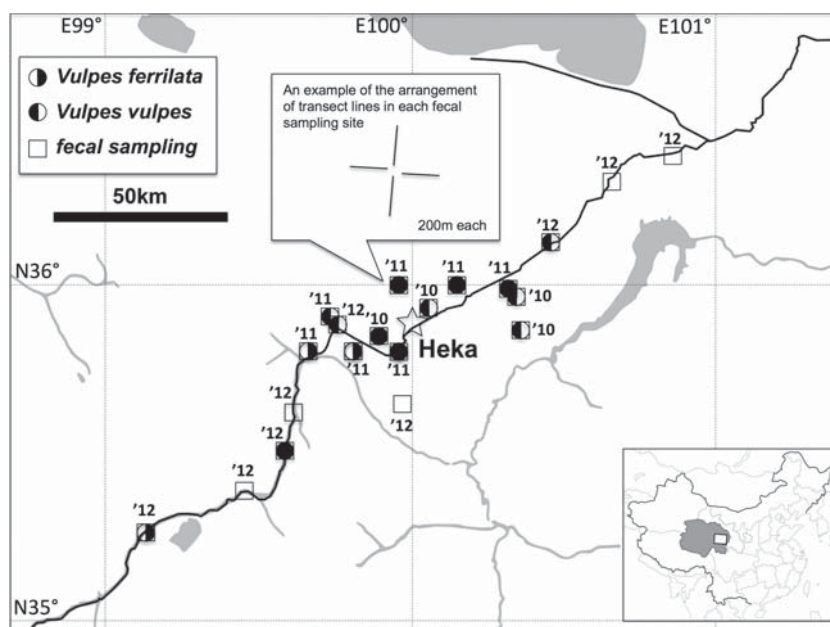 E99°
E100°
E101°
Vulpes ferrilata
Vulpes vulpes
fecal sampling
An example of the arrangement
of transect lines in each fecal
sampling site
200m each
50km
'12
'12
'12
N36°
'11
'11
'11
'10
'10
'11
'12
'10
'10
'11
'11
'11
Heka
'12
'12
'12
'12
'12
N35°